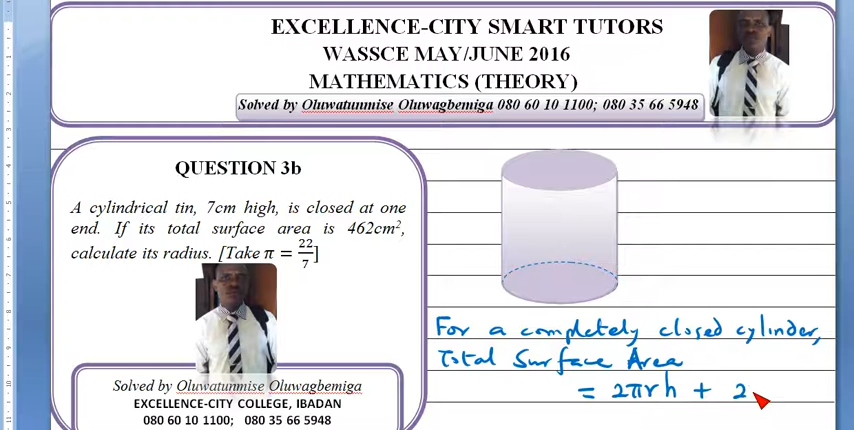 EXCELLENCE-CITY SMART TUTORS
WASSCE MAY/JUNE 2016
MATHEMATICS (THEORY)
Solved by Oluwatunmise Oluwagbemiga 080 60 10 1100; 080 35 66 5948
QUESTION 3b
A cylindrical tin, 7cm high, is closed at one
end. If its total surface area is 462cm², 
calculate its radius. [Take π = 22/7]
Solved by Oluwatunmise Oluwagbemiga
EXCELLENCE-CITY COLLEGE, IBADAN
080 60 10 1100; 080 35 66 5948
For a completely closed cylinder,
Total Surface Area
= 2πrh + 2